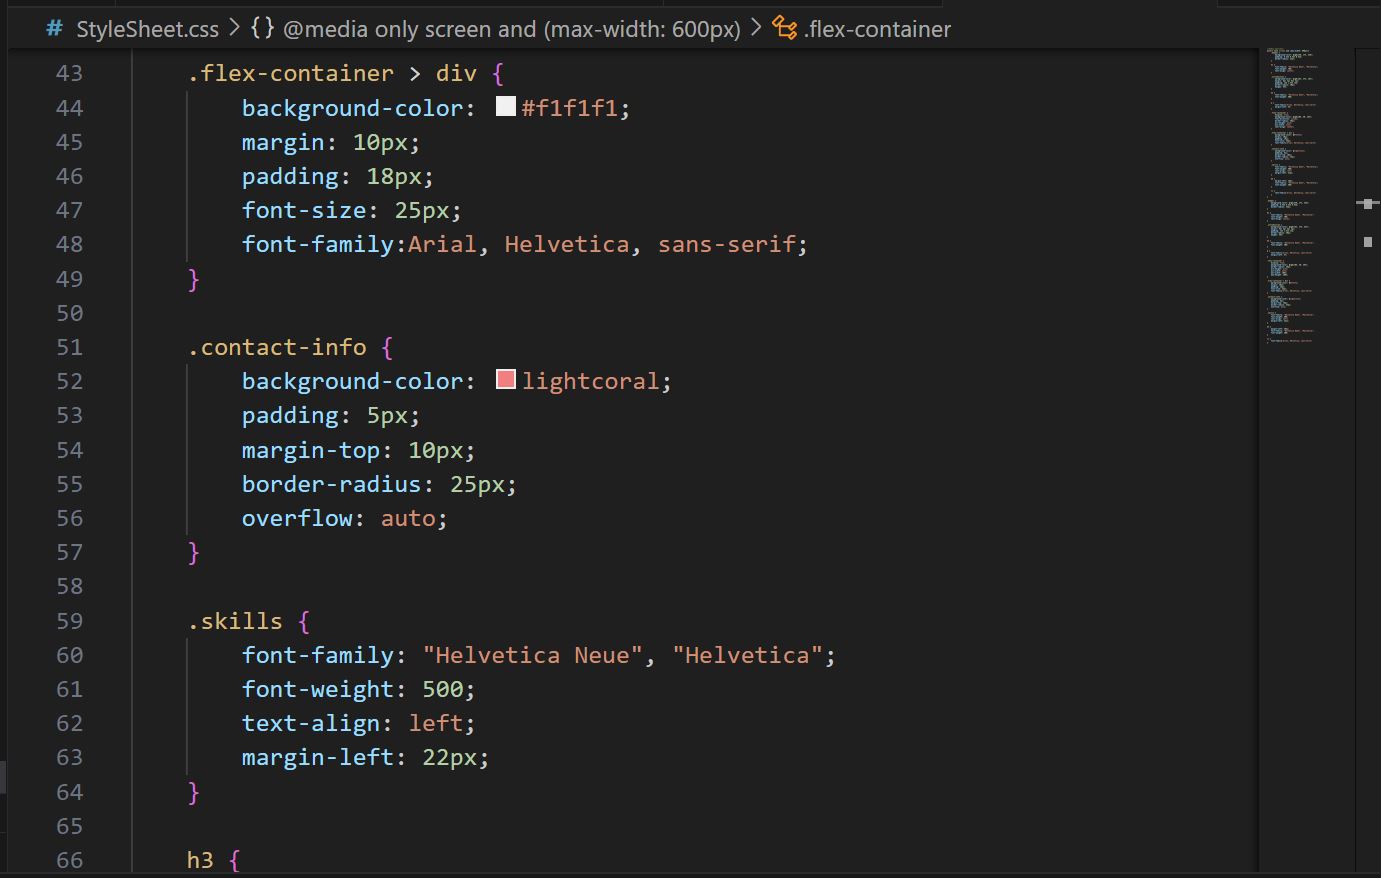 # StyleSheet.css > {} @media only screen and (max-width: 600px) > .flex-container
43 .flex-container > div {
44 background-color: #f1f1f1;
45 margin: 10px;
46 padding: 18px;
47 font-size: 25px;
48 font-family:Arial, Helvetica, sans-serif;
49 }
50
51 .contact-info {
52 background-color: lightcoral;
53 padding: 5px;
54 margin-top: 10px;
55 border-radius: 25px;
56 overflow: auto;
57 }
58
59 .skills {
60 font-family: "Helvetica Neue", "Helvetica";
61 font-weight: 500;
62 text-align: left;
63 margin-left: 22px;
64 }
65
66 h3 {